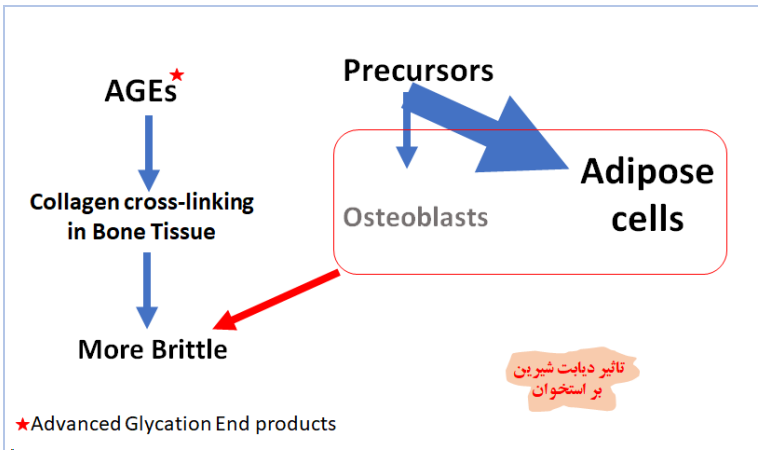 AGEs★
Precursors
Collagen cross-linking
in Bone Tissue
Osteoblasts
Adipose
cells
More Brittle
تاثیر دیابت شیرین
بر استخوان
★Advanced Glycation End products